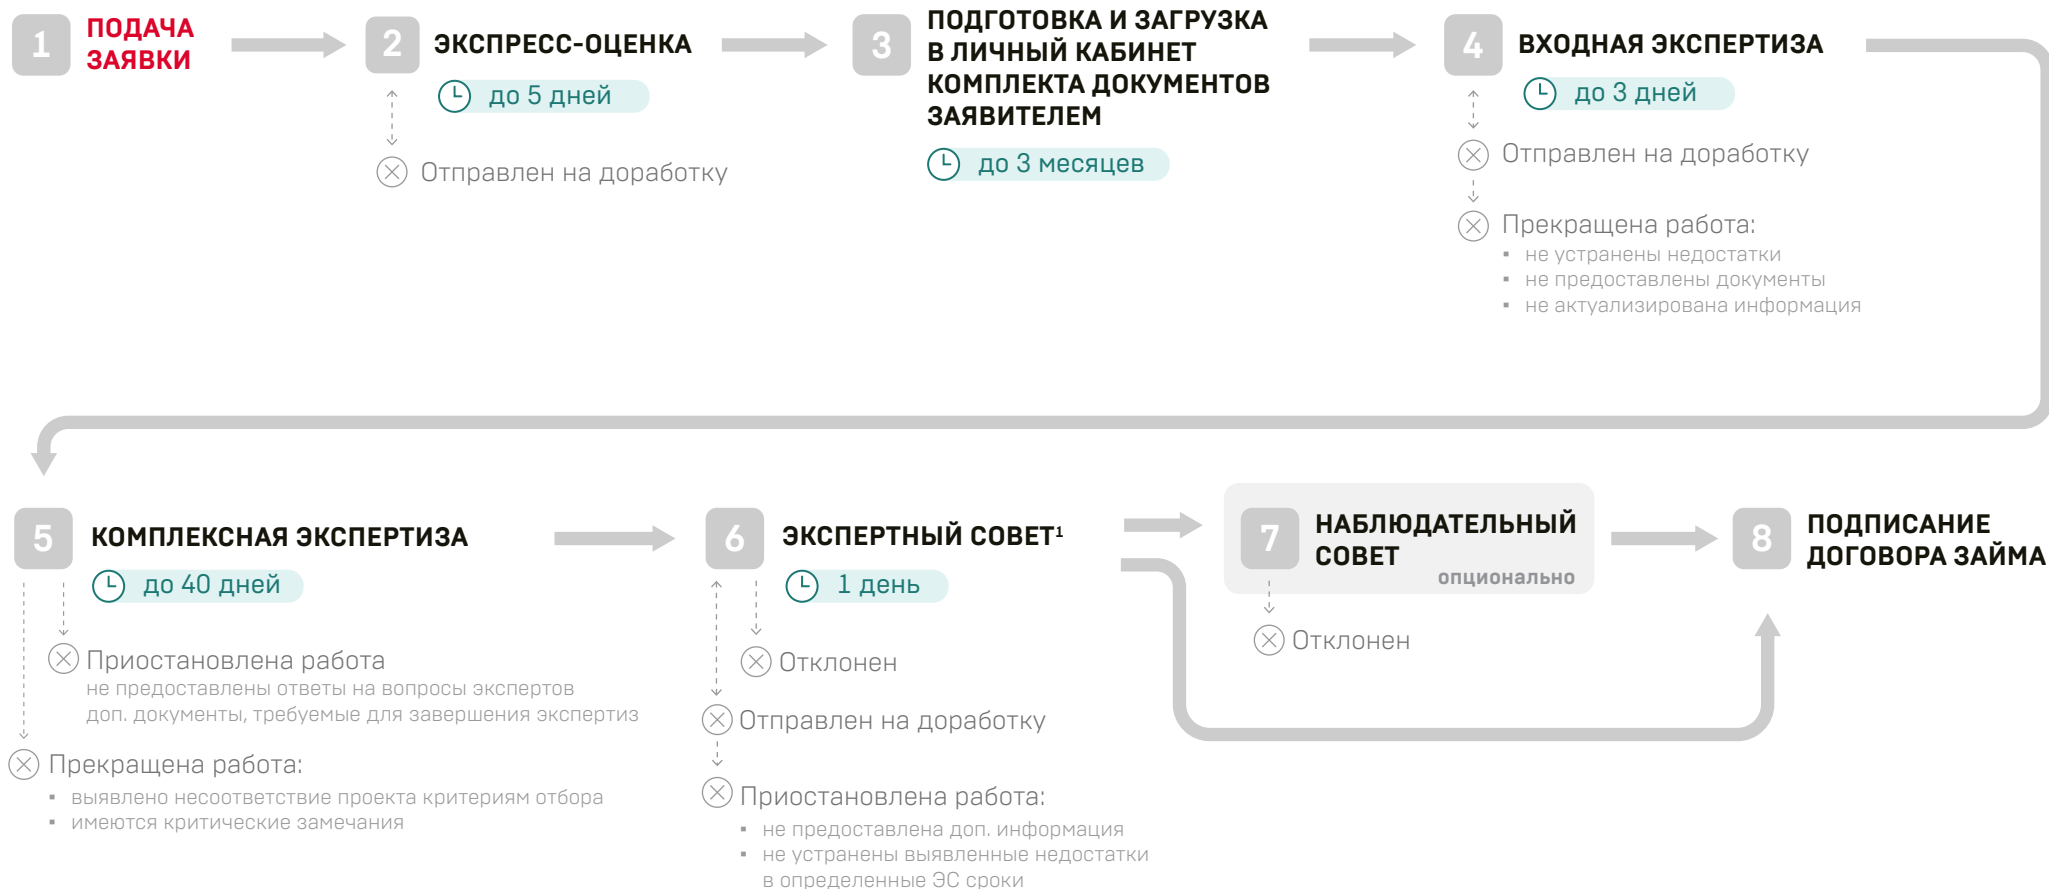 1
ПОДАЧА
ЗАЯВКИ
2
ЭКСПРЕСС-ОЦЕНКА
до 5 дней
Отправлен на доработку
3
ПОДГОТОВКА И ЗАГРУЗКА
В ЛИЧНЫЙ КАБИНЕТ
КОМПЛЕКТА ДОКУМЕНТОВ
ЗАЯВИТЕЛЕМ
до 3 месяцев
4
ВХОДНАЯ ЭКСПЕРТИЗА
до 3 дней
Отправлен на доработку
Прекращена работа:
▪ не устранены недостатки
▪ не предоставлены документы
▪ не актуализирована информация
5
КОМПЛЕКСНАЯ ЭКСПЕРТИЗА
до 40 дней
Приостановлена работа
не предоставлены ответы на вопросы экспертов
доп. документы, требуемые для завершения экспертиз
Прекращена работа:
▪ выявлено несоответствие проекта критериям отбора
▪ имеются критические замечания
6
ЭКСПЕРТНЫЙ СОВЕТ¹
1 день
Отклонен
Отправлен на доработку
Приостановлена работа:
▪ не предоставлена доп. информация
▪ не устранены выявленные недостатки
в определенные ЭС сроки
7
НАБЛЮДАТЕЛЬНЫЙ
СОВЕТ
опционально
Отклонен
8
ПОДПИСАНИЕ
ДОГОВОРА ЗАЙМА